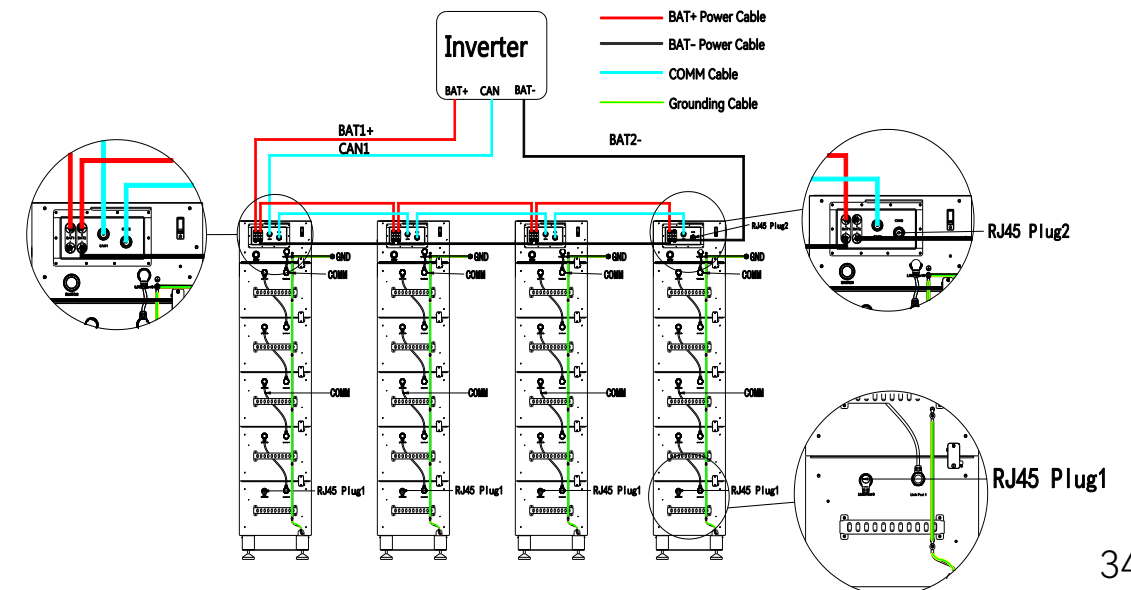 Inverter
BAT+ CAN BAT-
BAT+ Power Cable
BAT- Power Cable
COMM Cable
Grounding Cable
BAT1+
CAN1
BAT2-
RJ45 Plug2
RJ45 Plug2
GND
COMM
GND
COMM
GND
COMM
GND
COMM
COMM
COMM
COMM
COMM
RJ45 Plug1
RJ45 Plug1
RJ45 Plug1
RJ45 Plug1
RJ45 Plug1
34